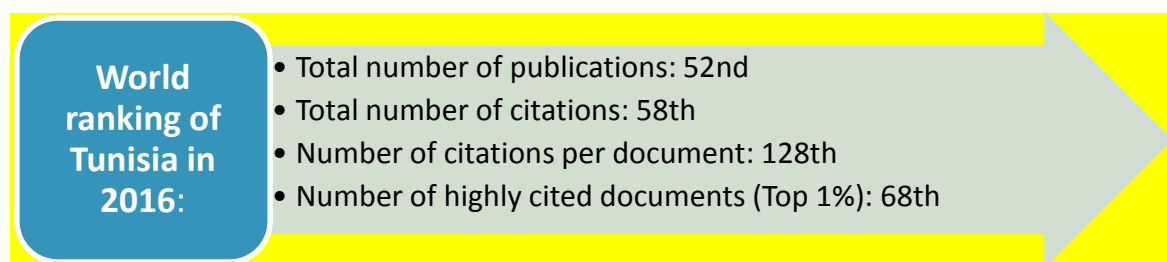 World
ranking of
Tunisia in
2016:
• Total number of publications: 52nd
• Total number of citations: 58th
• Number of citations per document: 128th
• Number of highly cited documents (Top 1%): 68th